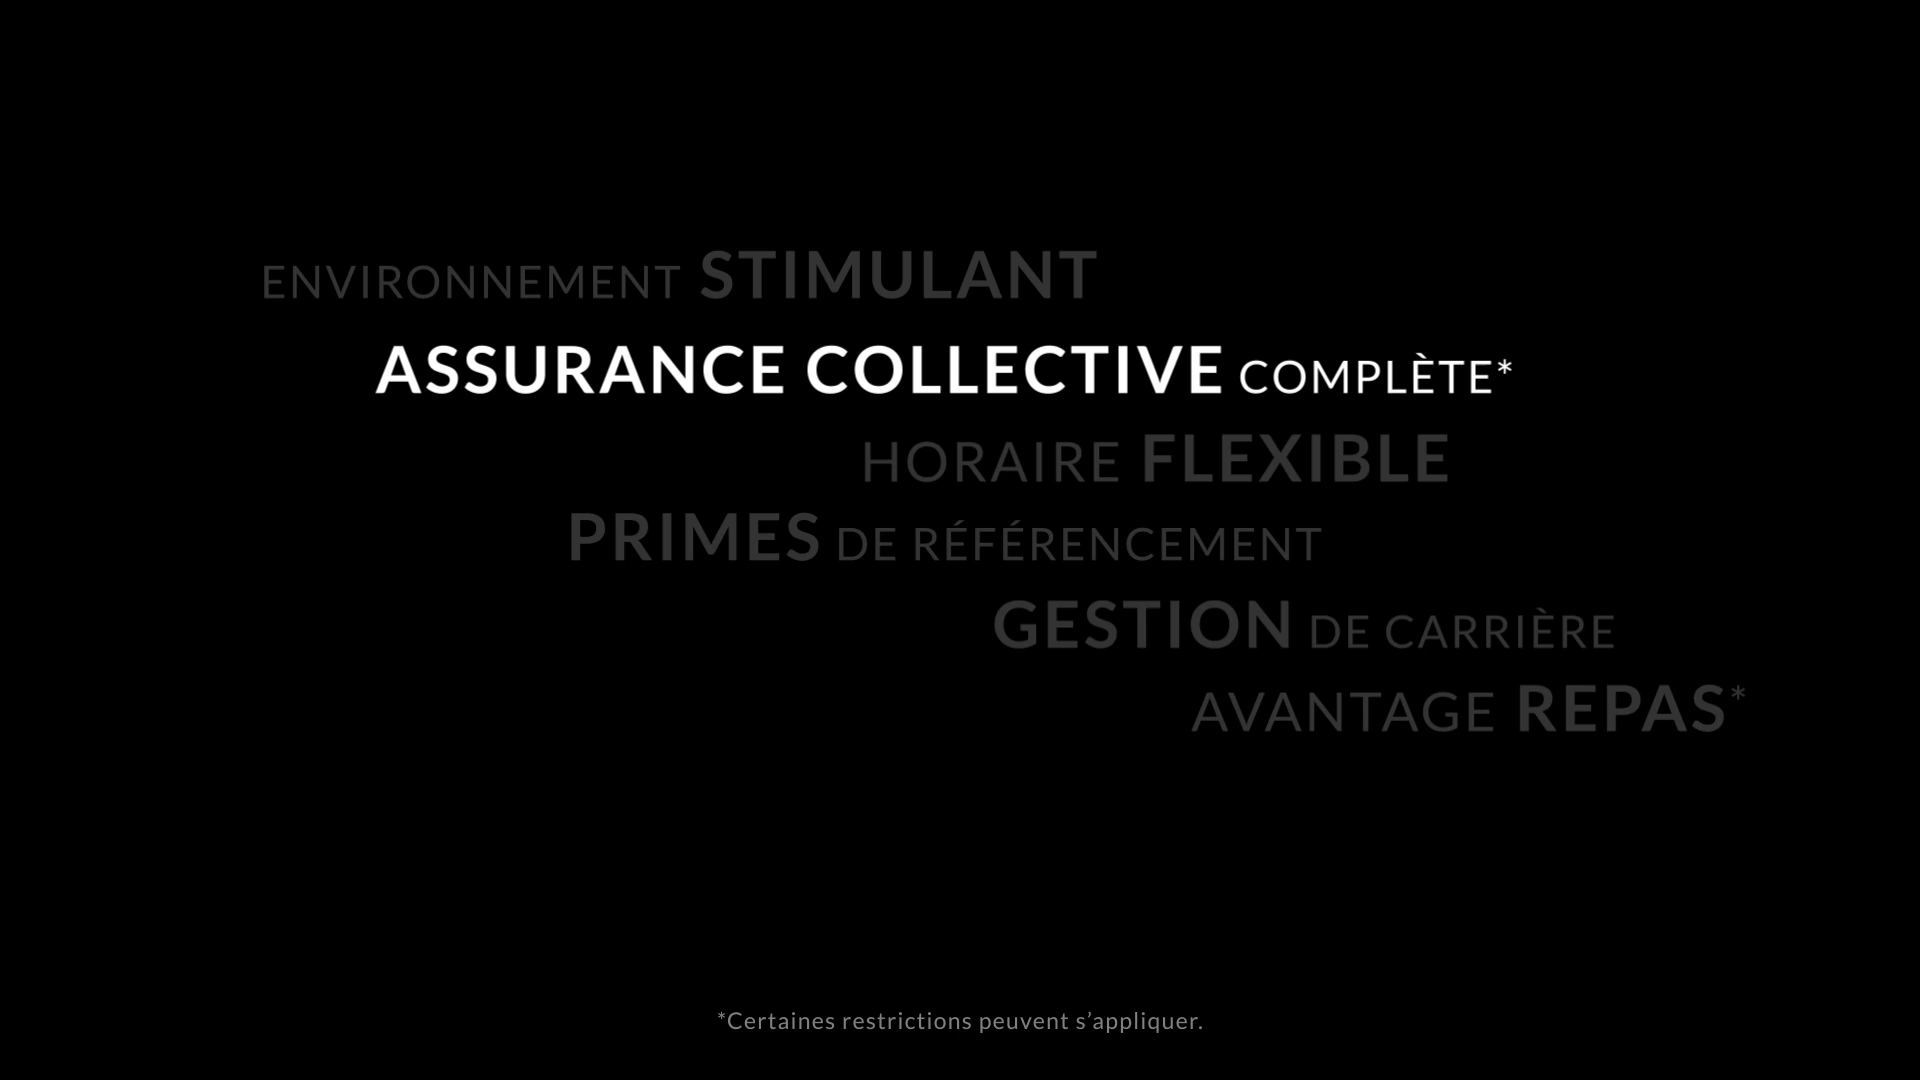 ENVIRONNEMENT STIMULANT
ASSURANCE COLLECTIVE COMPLÈTE*
HORAIRE FLEXIBLE
PRIMES DE RÉFÉRENCEMENT
GESTION DE CARRIÈRE
AVANTAGE REPAS*
*Certaines restrictions peuvent s’appliquer.